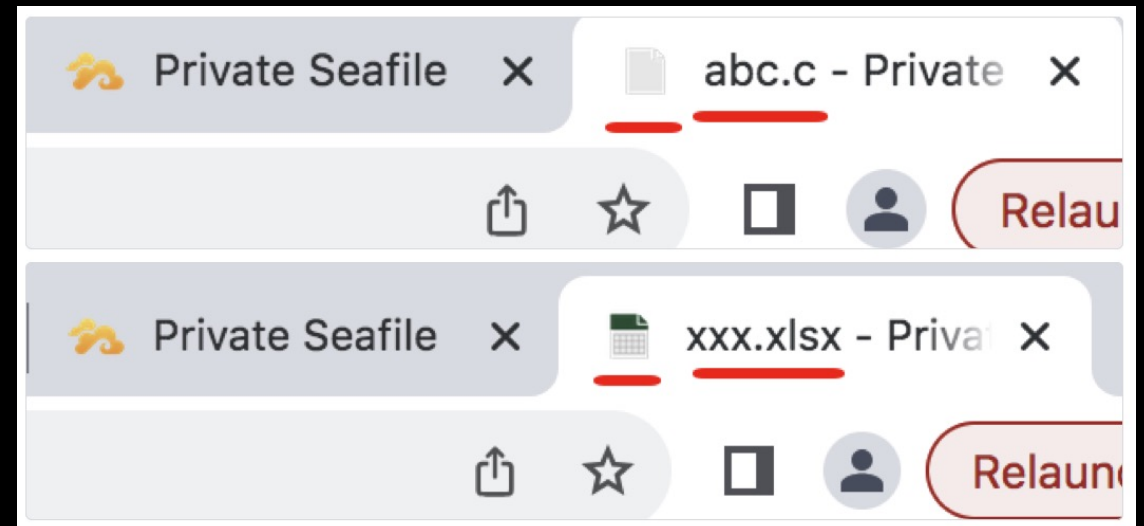 Private Seafile
abc.c - Private
Relau
Private Seafile
xxx.xlsx - Priva
Relaun